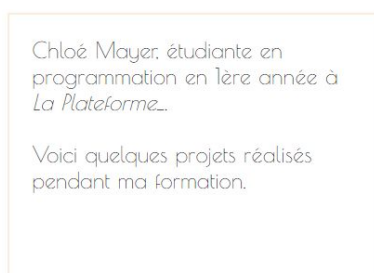 Chloé Mayer, étudiante en
programmation en 1ère année à
La Plateforme_.
Voici quelques projets réalisés
pendant ma formation.